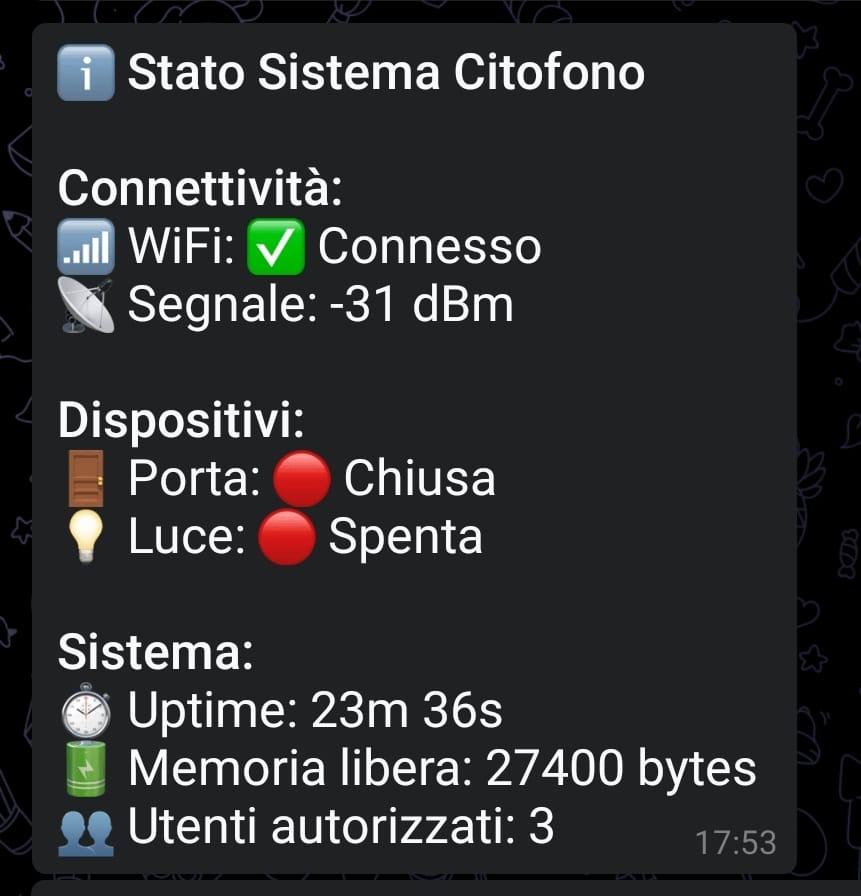 Stato Sistema Citofono
Connettività:
WiFi: Connesso
Segnale: -31 dBm
Dispositivi:
Porta: Chiusa
Luce: Spenta
Sistema:
Uptime: 23m 36s
Memoria libera: 27400 bytes
Utenti autorizzati: 3
17:53